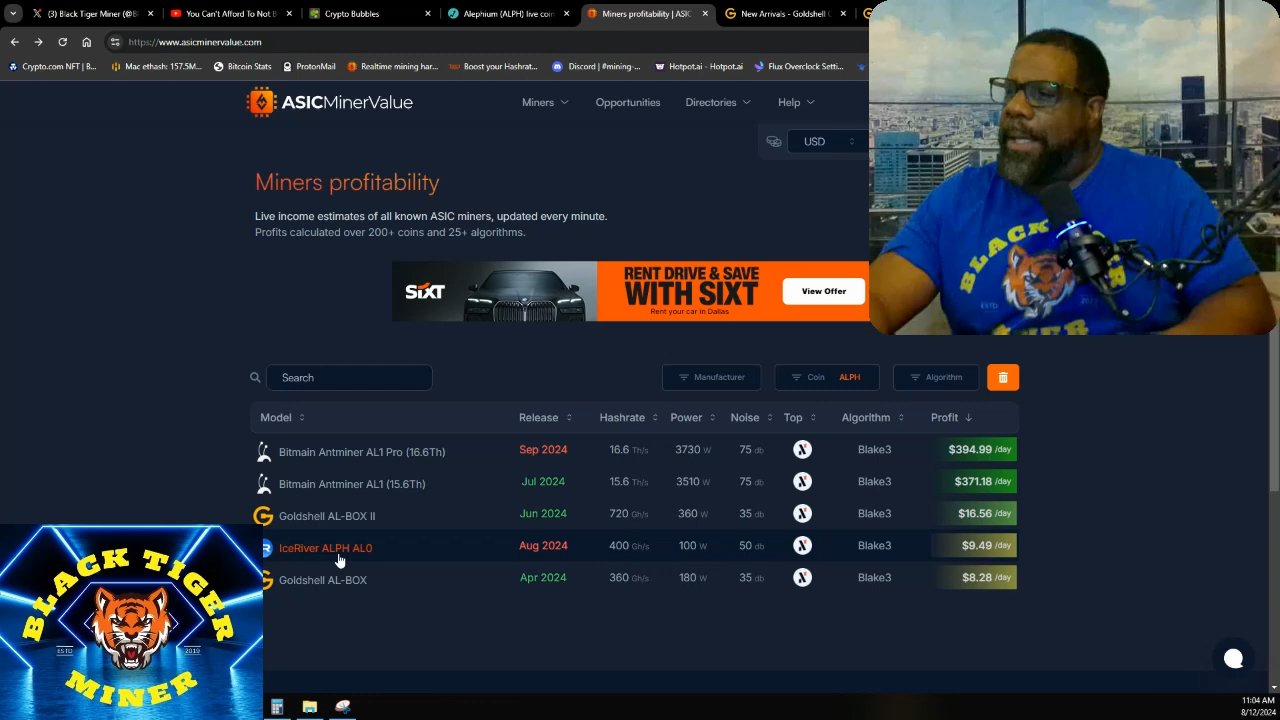 (3) Black Tiger Miner (@Bl
You Can't Afford To Not B
Crypto Bubbles
Alephium (ALPH) live coin
Miners profitability | ASIC
New Arrivals - Goldshell
https://www.asicminervalue.com
Crypto.com NFT | B...
Mac ethash: 157.5M...
Bitcoin Stats
ProtonMail
Realtime mining har...
Boost your Hashrat...
Discord | #mining-...
Hotpot.ai - Hotpot.ai
Flux Overclock Setti...
ASICMinerValue
Miners
Opportunities
Directories
Help
USD
Miners profitability
Live income estimates of all known ASIC miners, updated every minute.
Profits calculated over 200+ coins and 25+ algorithms.
SIXT
RENT DRIVE & SAVE
WITH SIXT
Rent your car in Dallas
View Offer
BLACK TIGER
ESTD
MINER
Search
Manufacturer
Coin ALPH
Algorithm
Model Release Hashrate Power Noise Top Algorithm Profit
Bitmain Antminer AL1 Pro (16.6Th) Sep 2024 16.6 Th/s 3730 W 75 db Blake3 $394.99 /day
Bitmain Antminer AL1 (15.6Th) Jul 2024 15.6 Th/s 3510 W 75 db Blake3 $371.18 /day
Goldshell AL-BOX II Jun 2024 720 Gh/s 360 W 35 db Blake3 $16.56 /day
IceRiver ALPH AL0 Aug 2024 400 Gh/s 100 W 50 db Blake3 $9.49 /day
Goldshell AL-BOX Apr 2024 360 Gh/s 180 W 35 db Blake3 $8.28 /day
BLACK TIGER
ESTD 2019
MINER
11:04 AM
8/12/2024